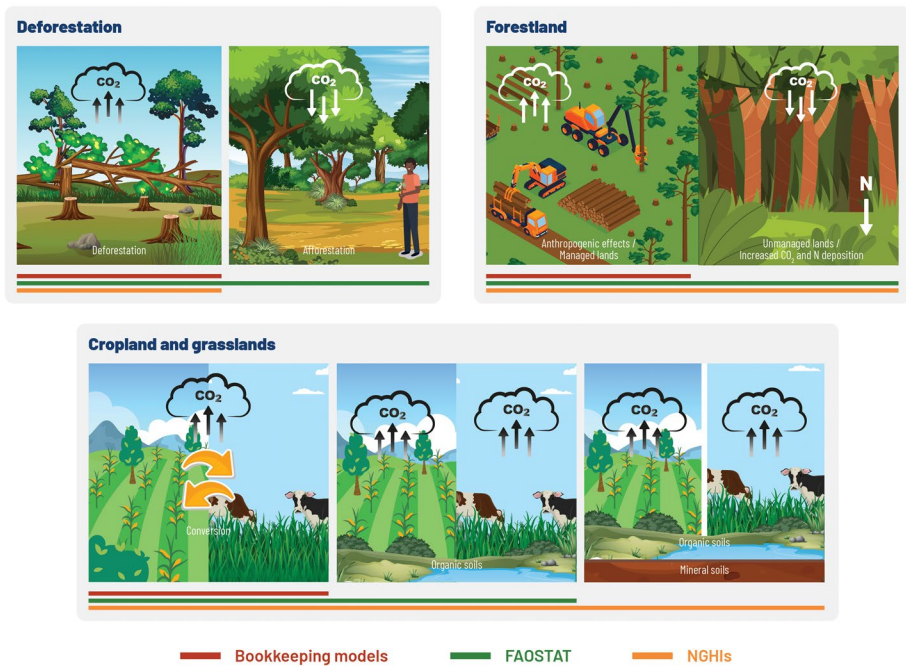 Deforestation
CO₂
Deforestation
CO₂
Afforestation
Forestland
CO₂
Anthropogenic effects /
Managed lands
CO₂
N
Unmanaged lands /
Increased CO₂ and N deposition
Cropland and grasslands
CO₂
Conversion
CO₂
CO₂
Organic soils
CO₂
CO₂
Organic soils
Mineral soils
Bookkeeping models
FAOSTAT
NGHIs